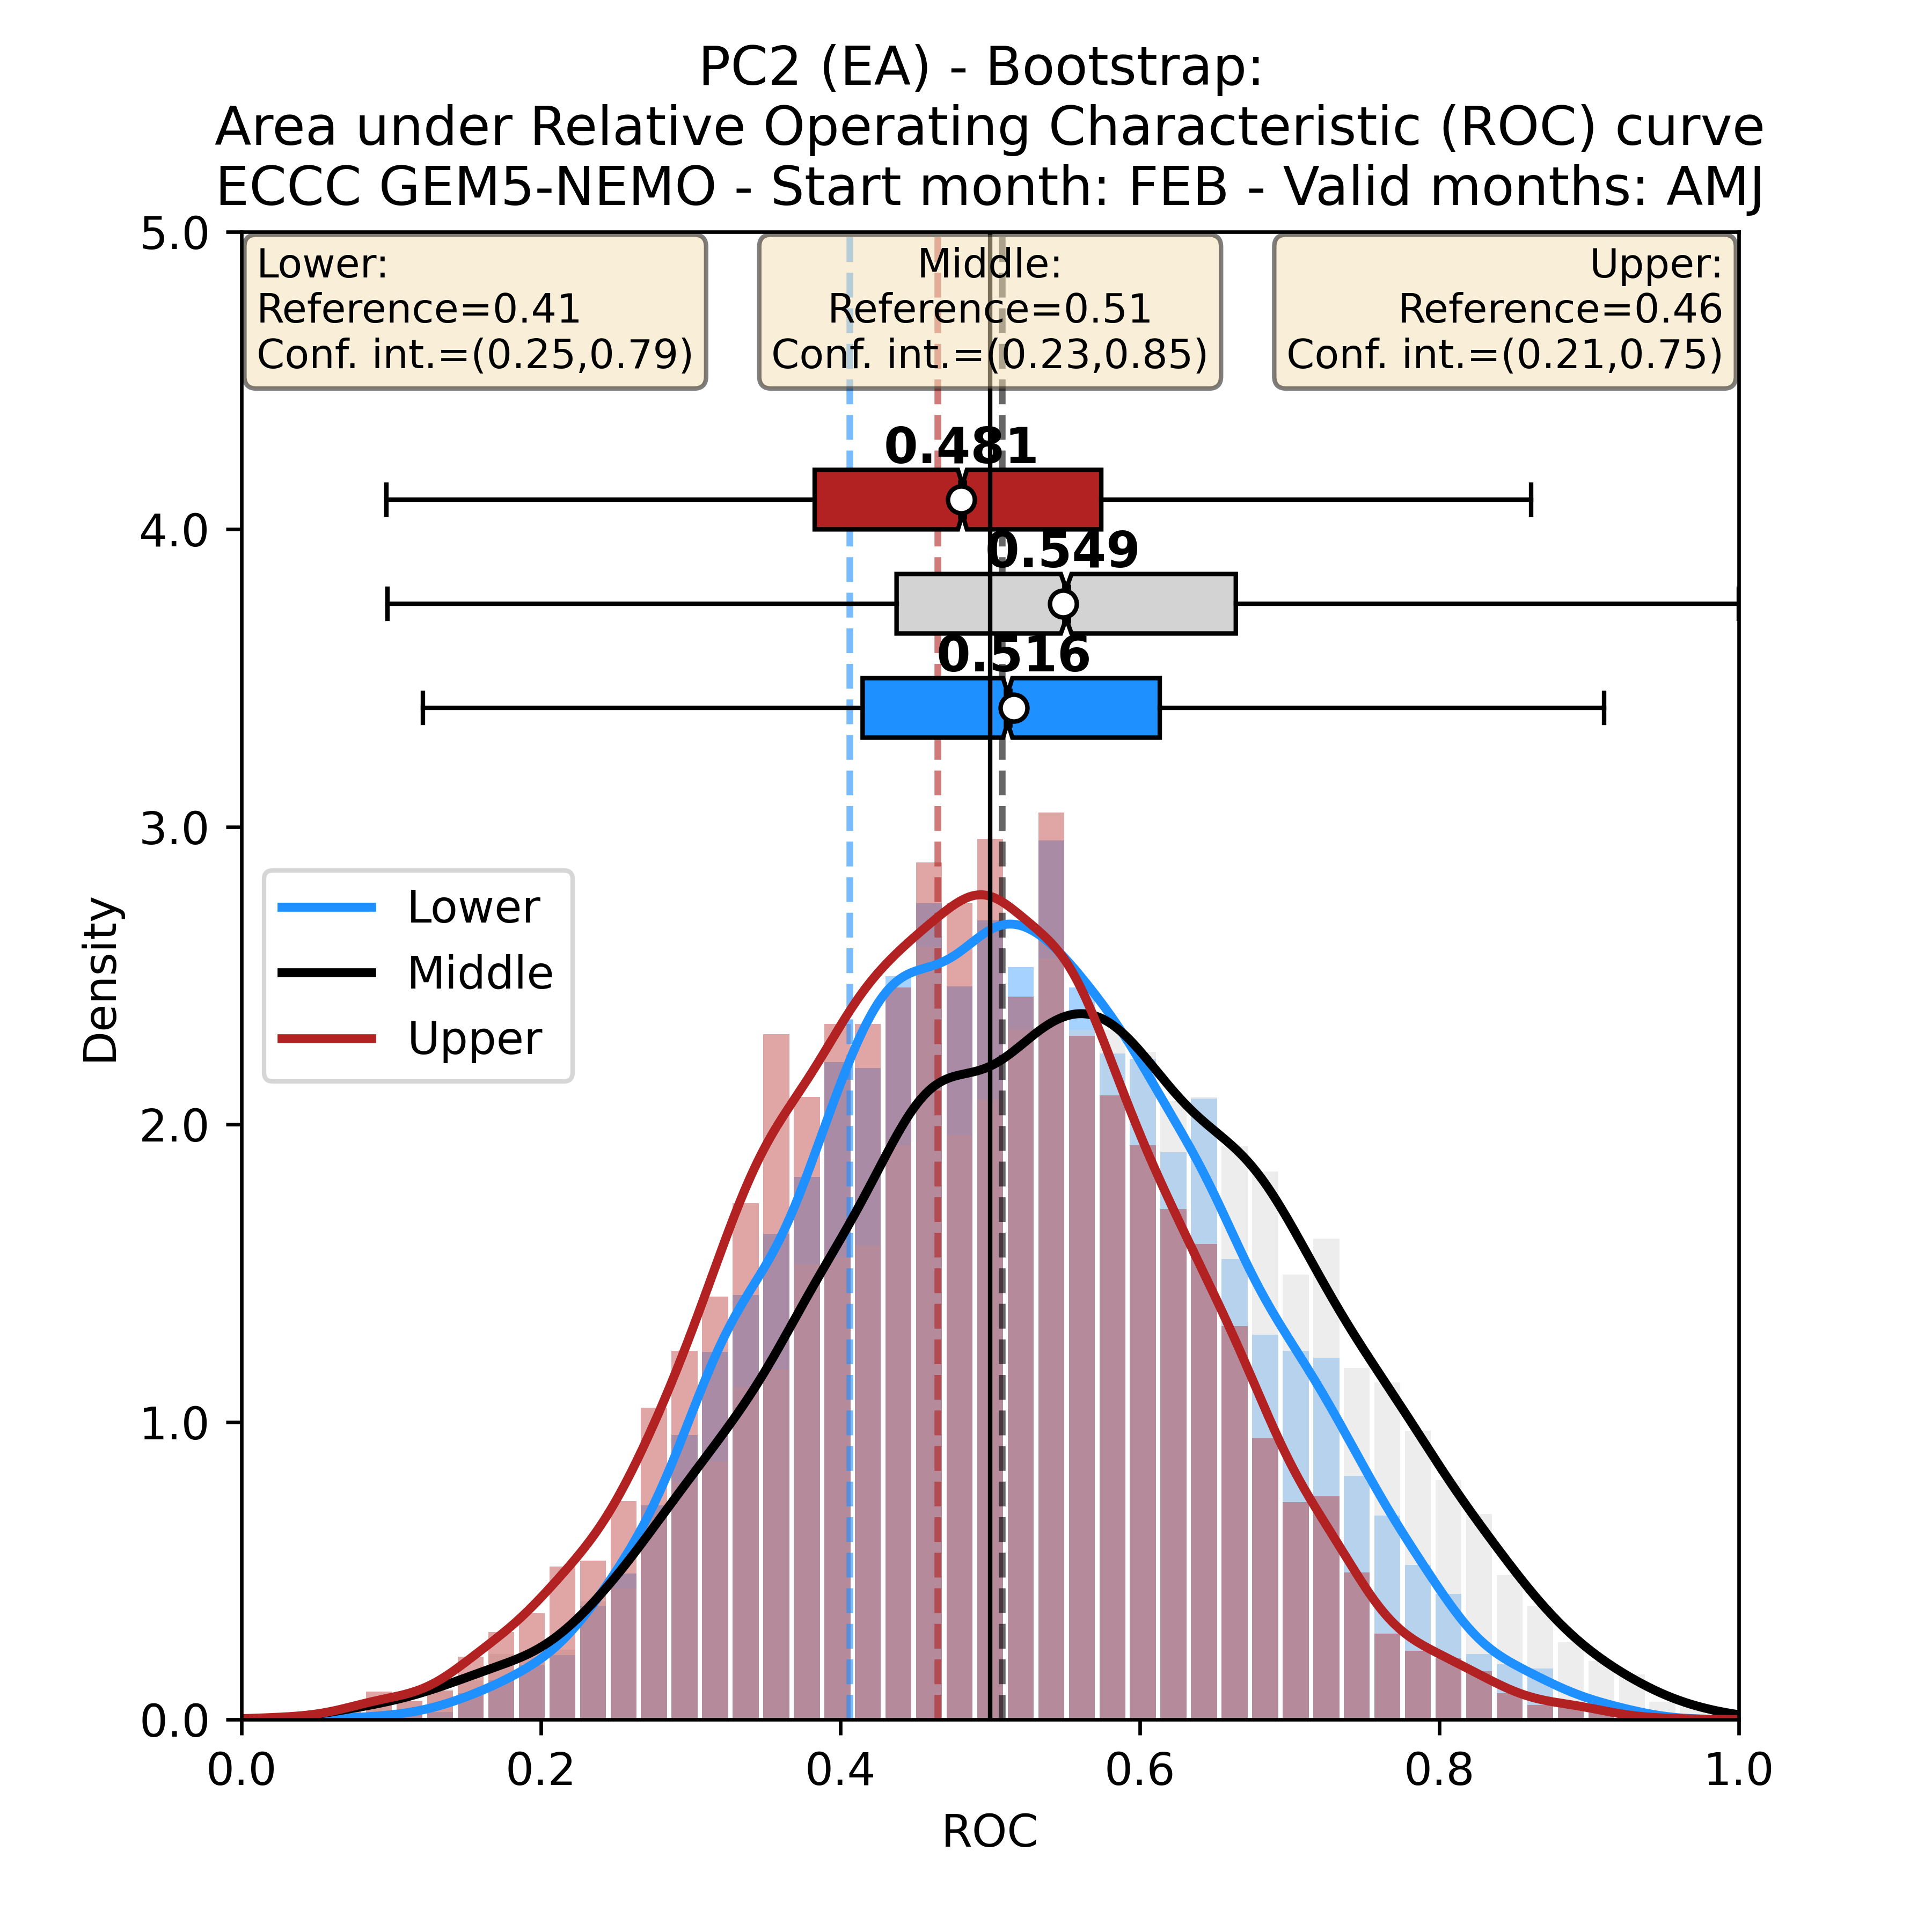 PC2 (EA) - Bootstrap:
Area under Relative Operating Characteristic (ROC) curve
ECCC GEM5-NEMO - Start month: FEB - Valid months: AMJ
Lower:
Reference=0.41
Conf. int.=(0.25,0.79)
Middle:
Reference=0.51
Conf. int.=(0.23,0.85)
Upper:
Reference=0.46
Conf. int.=(0.21,0.75)
0.481
0.549
0.516
Lower
Middle
Upper
Density
5.0
4.0
3.0
2.0
1.0
0.0
0.0 0.2 0.4 0.6 0.8 1.0
ROC